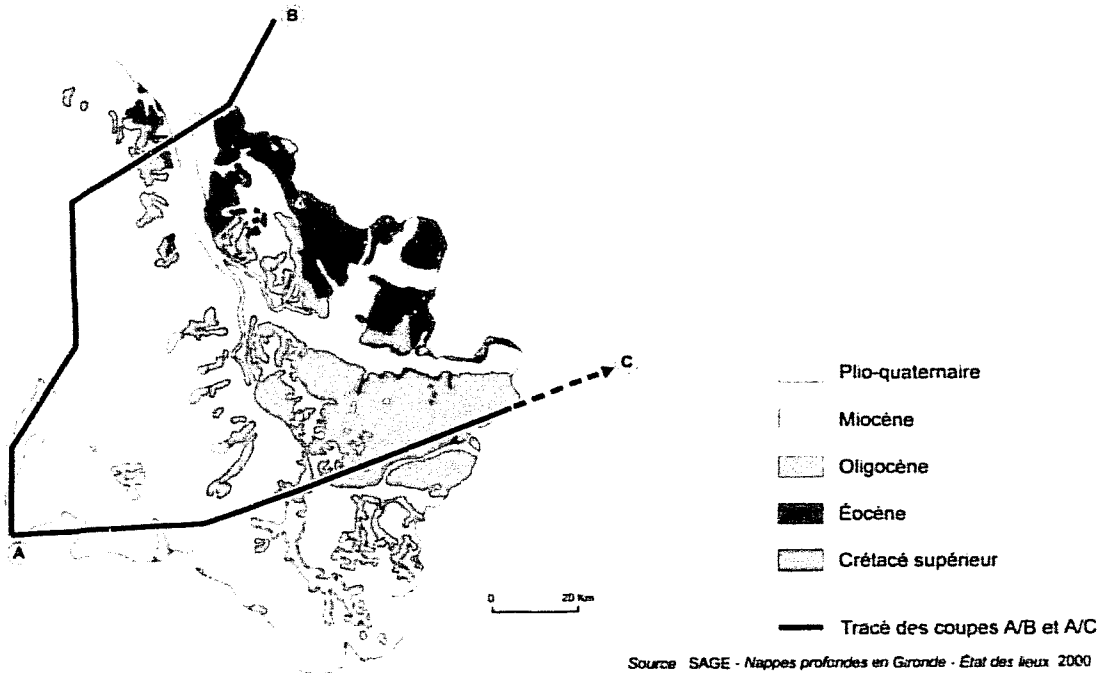 B
C
A
0 20 Km
Plio-quaternaire
Miocène
Oligocène
Éocène
Crétacé supérieur
Tracé des coupes A/B et A/C
Source SAGE - Nappes profondes en Gironde - État des lieux 2000